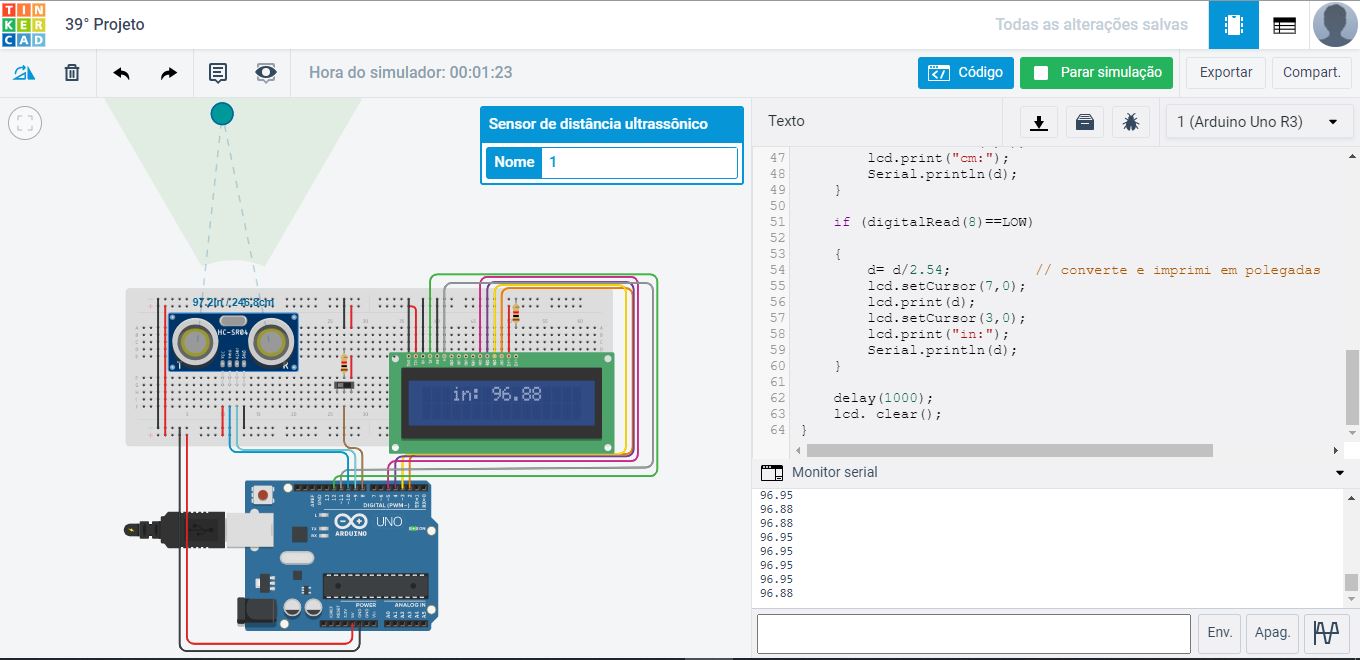 TIN
KER
CAD
39° Projeto
Todas as alterações salvas
Hora do simulador: 00:01:23
Código
Parar simulação
Exportar
Compart.
Sensor de distância ultrassônico
Nome
1
97.2in / 246.8cm
HC-SR04
in: 96.88
DIGITAL (PWM~)
UNO
ARDUINO
TX
RX
ON
POWER
ANALOG IN
Texto
1 (Arduino Uno R3)
47 lcd.print("cm:");
48 Serial.println(d);
49 }
50
51 if (digitalRead(8)==LOW)
52
53 {
54 d= d/2.54; // converte e imprimi em polegadas
55 lcd.setCursor(7,0);
56 lcd.print(d);
57 lcd.setCursor(3,0);
58 lcd.print("in:");
59 Serial.println(d);
60 }
61
62 delay(1000);
63 lcd. clear();
64 }
Monitor serial
96.95
96.88
96.88
96.95
96.95
96.95
96.95
96.88
Env.
Apag.